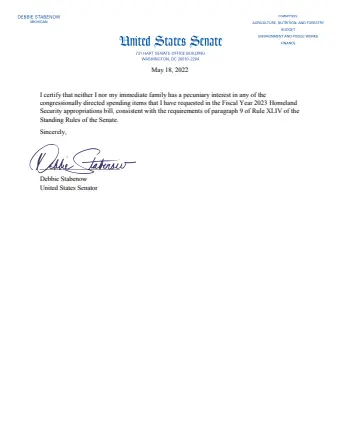 DEBBIE STABENOW
MICHIGAN
COMMITTEES:
AGRICULTURE, NUTRITION, AND FORESTRY
BUDGET
ENVIRONMENT AND PUBLIC WORKS
FINANCE
United States Senate
731 HART SENATE OFFICE BUILDING
WASHINGTON, DC 20510-2204
May 18, 2022
I certify that neither I nor my immediate family has a pecuniary interest in any of the
congressionally directed spending items that I have requested in the Fiscal Year 2023 Homeland
Security appropriations bill, consistent with the requirements of paragraph 9 of Rule XLIV of the
Standing Rules of the Senate.
Sincerely,
Debbie Stabenow
Debbie Stabenow
United States Senator